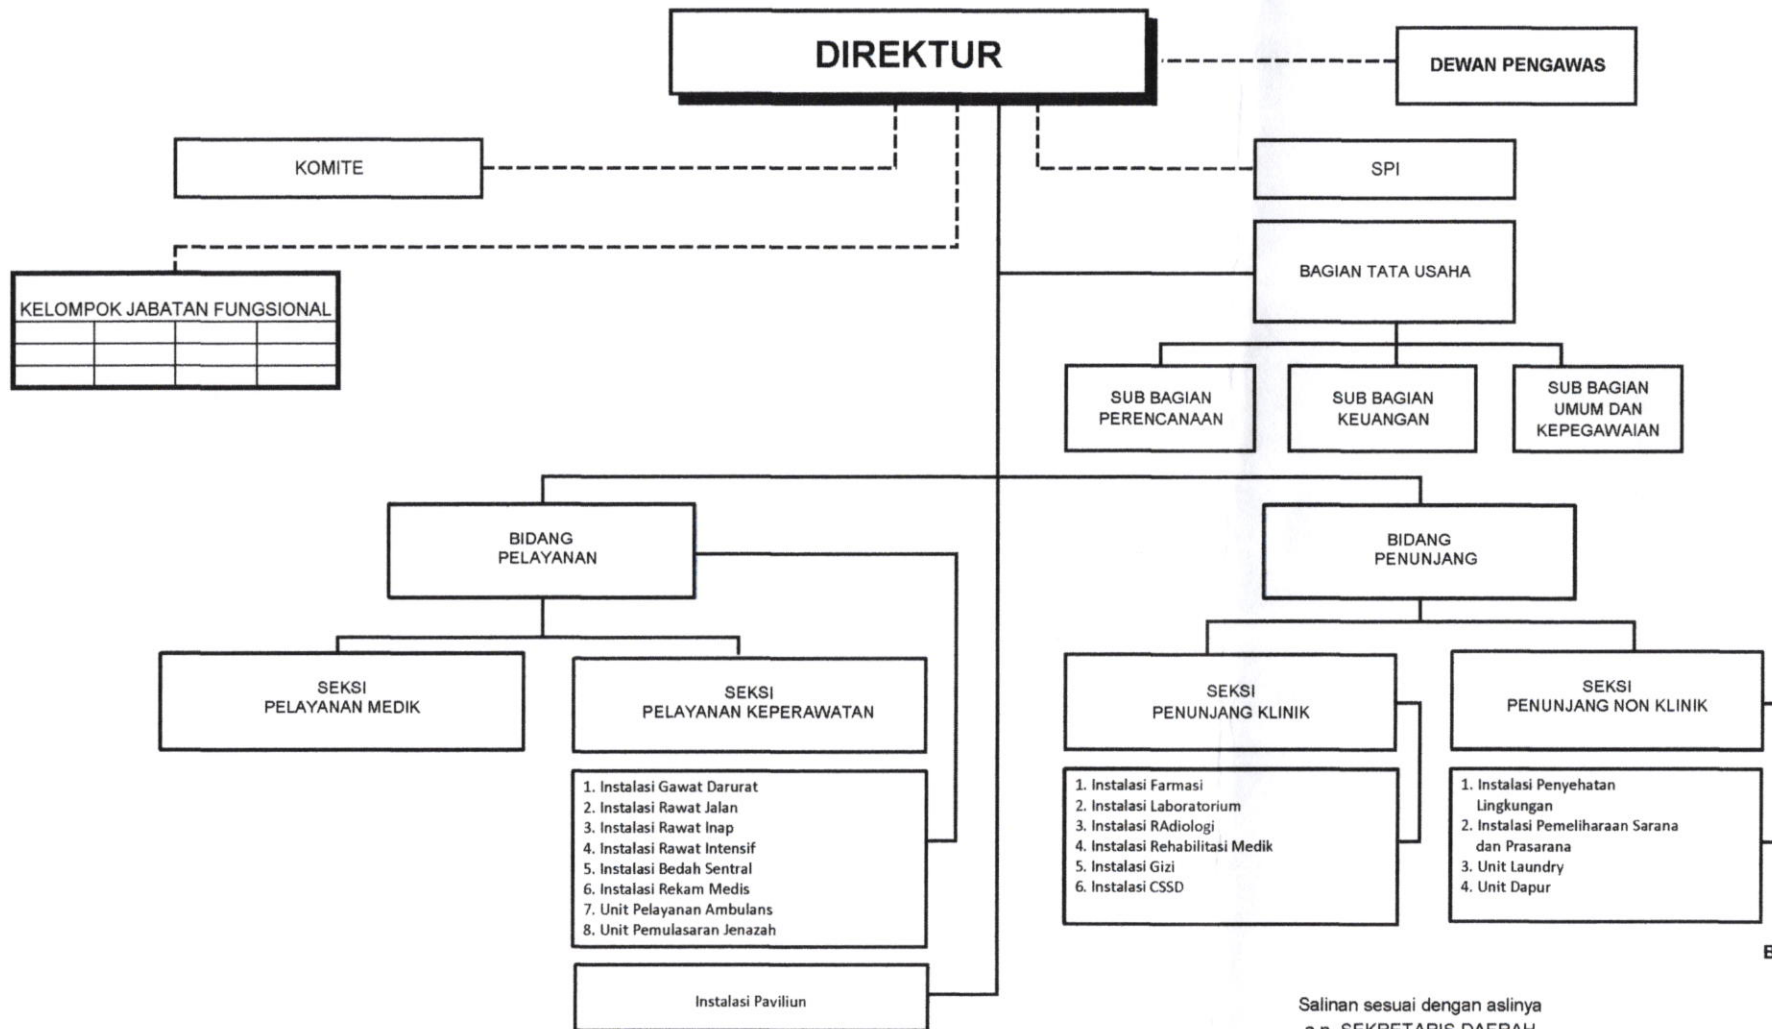 DIREKTUR
DEWAN PENGAWAS
KOMITE
SPI
BAGIAN TATA USAHA
KELOMPOK JABATAN FUNGSIONAL
SUB BAGIAN
PERENCANAAN
SUB BAGIAN
KEUANGAN
SUB BAGIAN
UMUM DAN
KEPEGAWAIAN
BIDANG
PELAYANAN
BIDANG
PENUNJANG
SEKSI
PELAYANAN MEDIK
SEKSI
PELAYANAN KEPERAWATAN
SEKSI
PENUNJANG KLINIK
SEKSI
PENUNJANG NON KLINIK
1. Instalasi Gawat Darurat
2. Instalasi Rawat Jalan
3. Instalasi Rawat Inap
4. Instalasi Rawat Intensif
5. Instalasi Bedah Sentral
6. Instalasi Rekam Medis
7. Unit Pelayanan Ambulans
8. Unit Pemulasaran Jenazah
1. Instalasi Farmasi
2. Instalasi Laboratorium
3. Instalasi RAdiologi
4. Instalasi Rehabilitasi Medik
5. Instalasi Gizi
6. Instalasi CSSD
1. Instalasi Penyehatan
Lingkungan
2. Instalasi Pemeliharaan Sarana
dan Prasarana
3. Unit Laundry
4. Unit Dapur
Instalasi Paviliun
B
Salinan sesuai dengan aslinya
a.n. SEKRETARIS DAERAH